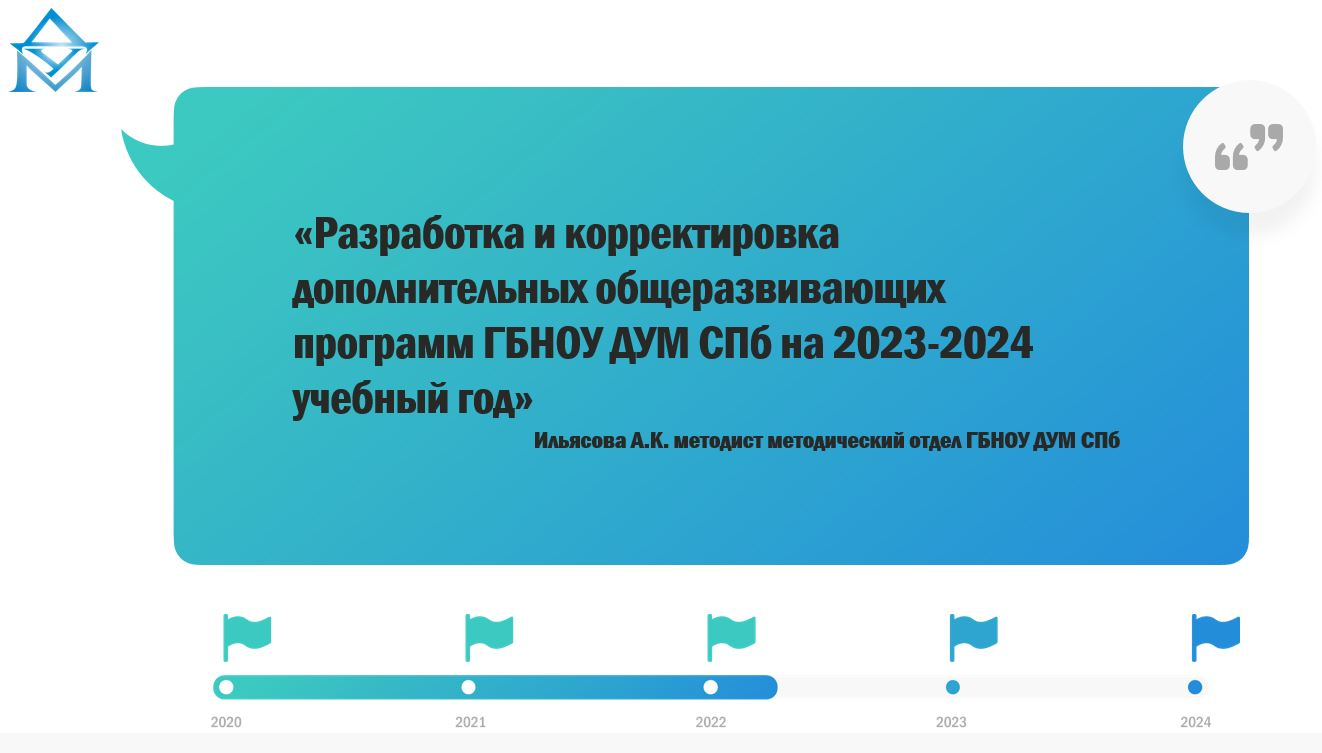 «Разработка и корректировка
дополнительных общеразвивающих
программ ГБНОУ ДУМ СПб на 2023-2024
учебный год»
Ильясова А.К. методист методический отдел ГБНОУ ДУМ СПб
2020 2021 2022 2023 2024